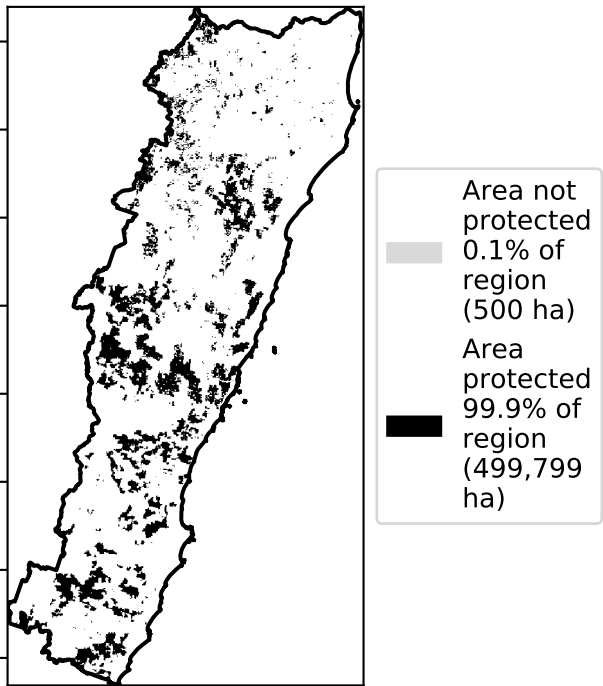 Area not
protected
0.1% of
region
(500 ha)
Area
protected
99.9% of
region
(499,799
ha)